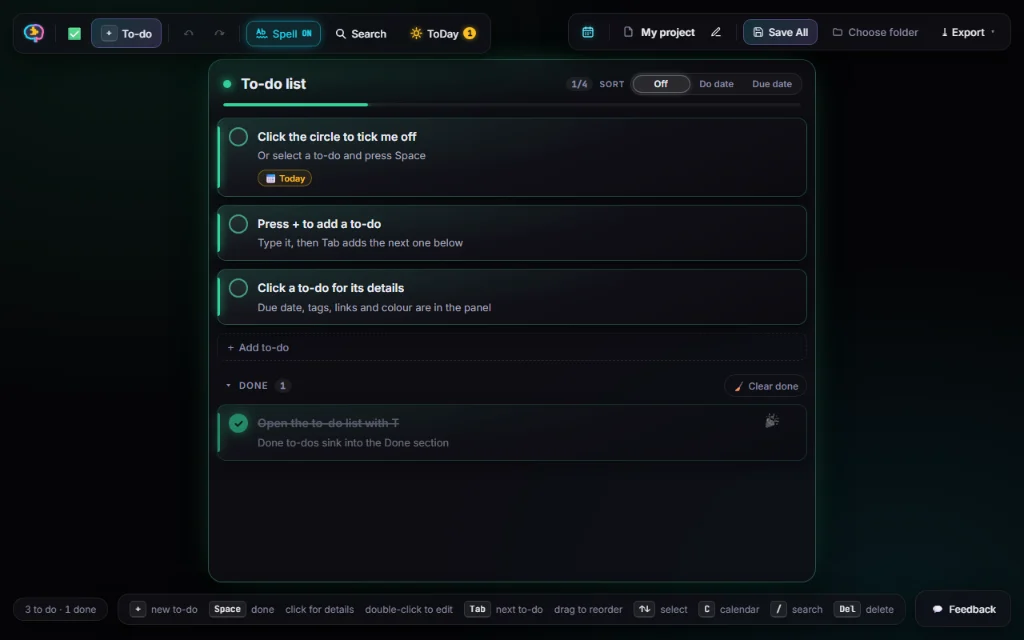 + To-do
Ab Spell ON
Search
ToDay 1
My project
Save All
Choose folder
Export
To-do list
1/4 SORT Off Do date Due date
Click the circle to tick me off
Or select a to-do and press Space
Today
Press + to add a to-do
Type it, then Tab adds the next one below
Click a to-do for its details
Due date, tags, links and colour are in the panel
+ Add to-do
DONE 1
Clear done
Open the to-do list with T
Done to-dos sink into the Done section
3 to do · 1 done
+ new to-do Space done click for details double-click to edit Tab next to-do drag to reorder ↑↓ select C calendar / search Del delete
Feedback